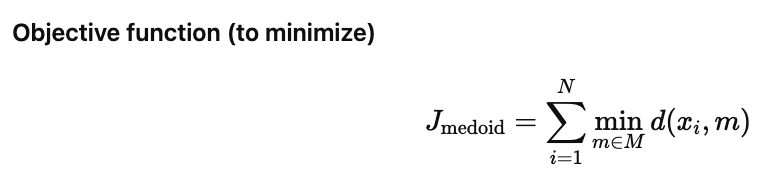 Objective function (to minimize)
J_medoid = ∑_{i=1}^{N} min_{m∈M} d(x_i, m)